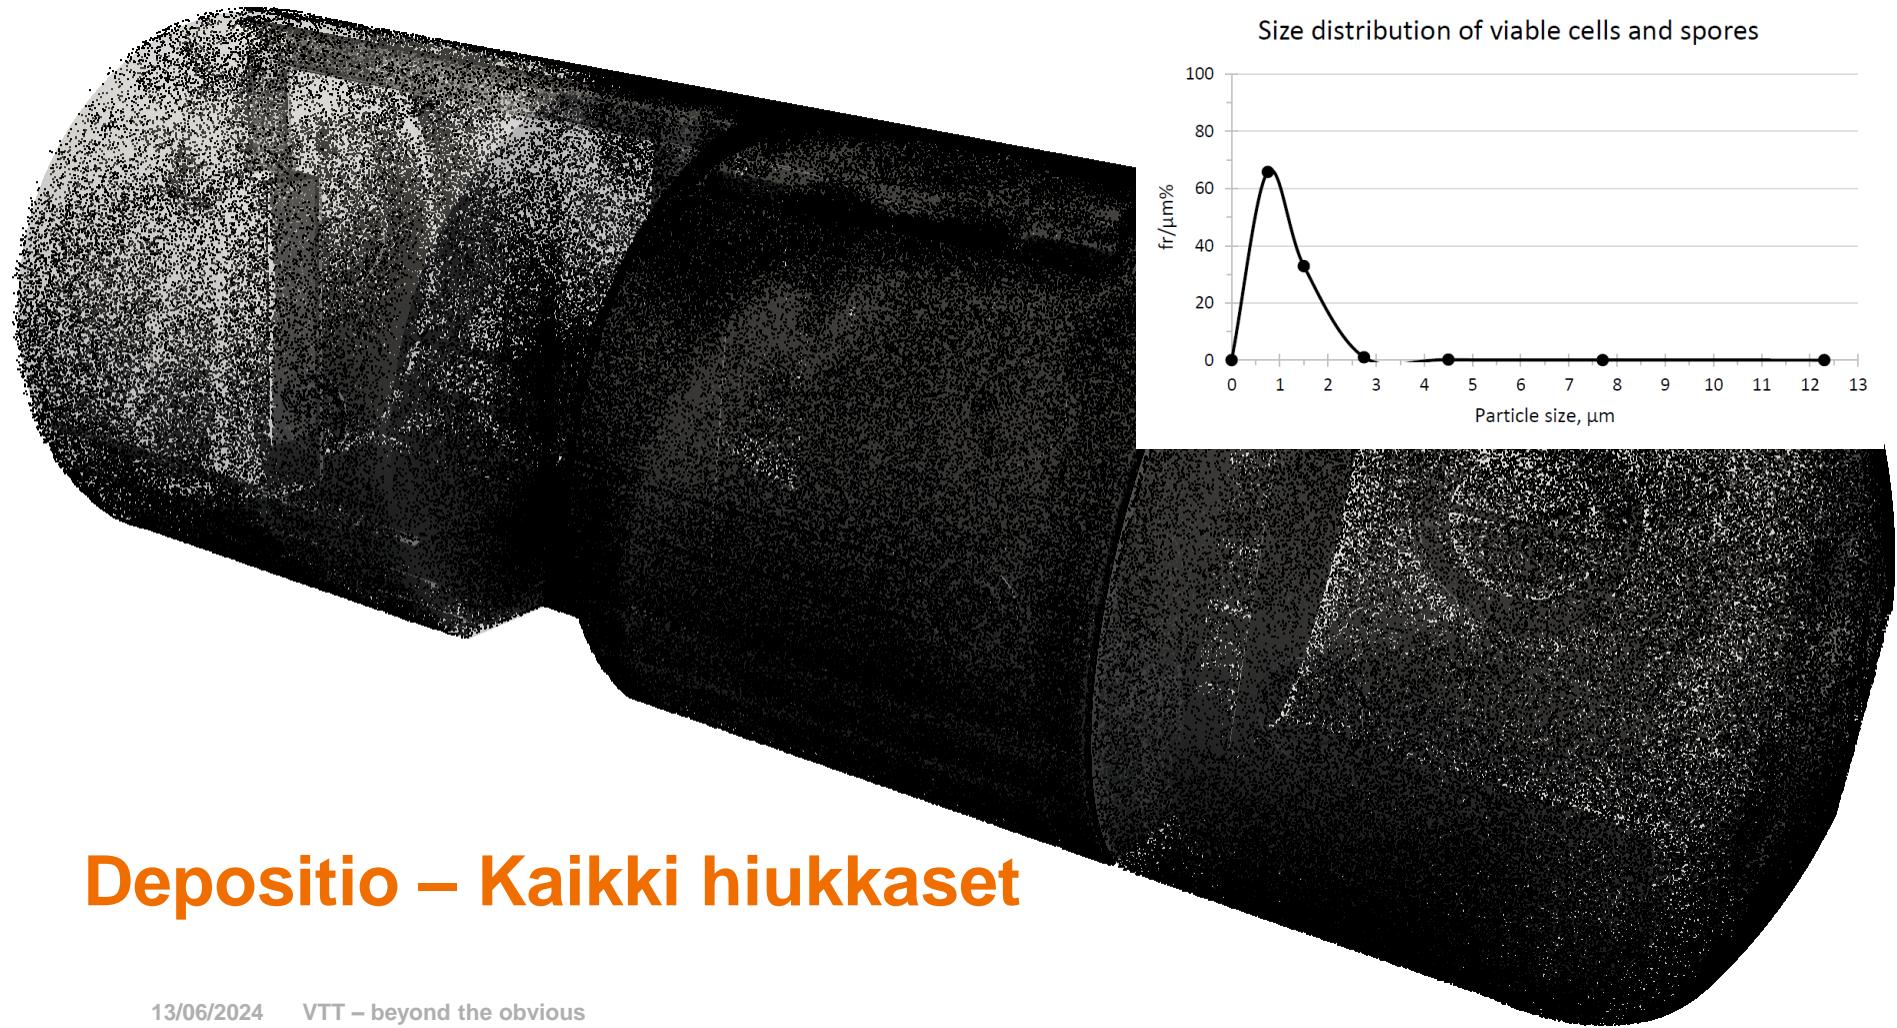 Size distribution of viable cells and spores
100
80
60
40
20
0
fr/µm%
0 1 2 3 4 5 6 7 8 9 10 11 12 13
Particle size, µm
Depositio – Kaikki hiukkaset
13/06/2024 VTT – beyond the obvious